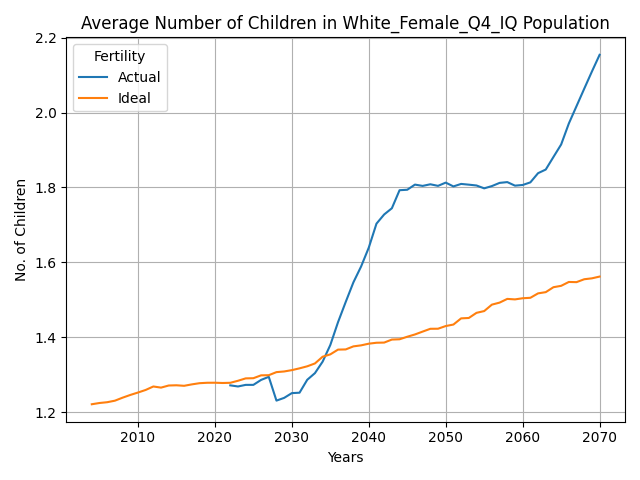 Average Number of Children in White_Female_Q4_IQ Population
Fertility
Actual
Ideal
No. of Children
2.2
2.0
1.8
1.6
1.4
1.2
2010 2020 2030 2040 2050 2060 2070
Years